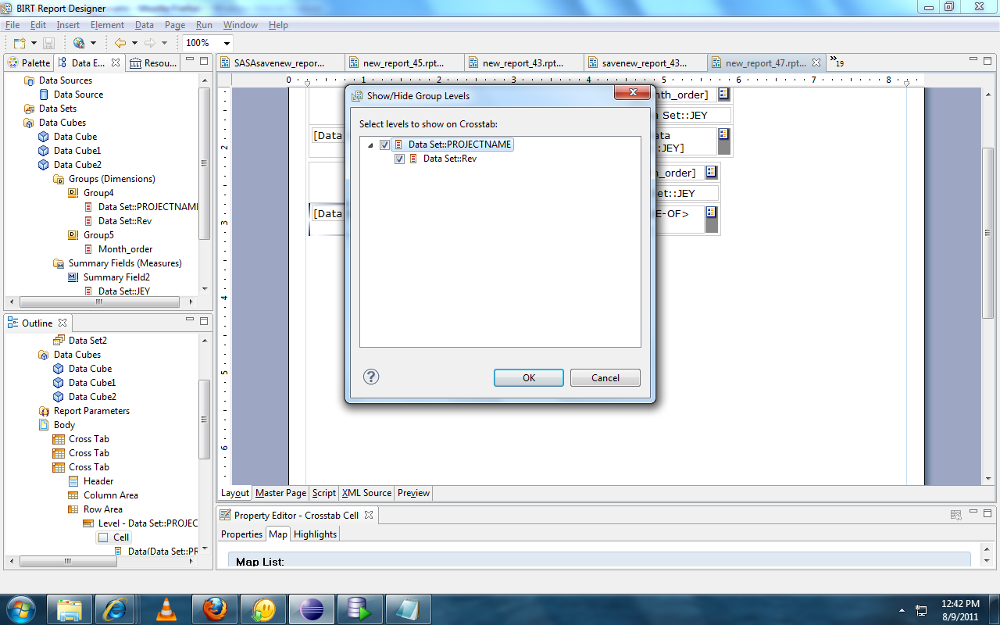 BIRT Report Designer
File Edit Insert Element Data Page Run Window Help
100%
Palette Data E... Resou...
SASAsavenew_repor... new_report_45.rpt... new_report_43.rpt... savenew_report_43... new_report_47.rpt... »19
Data Sources
Data Source
Data Sets
Data Cubes
Data Cube
Data Cube1
Data Cube2
Groups (Dimensions)
Group4
Data Set::PROJECTNAMI
Data Set::Rev
Group5
Month_order
Summary Fields (Measures)
Summary Field2
Data Set::JEY
Outline
Data Set2
Data Cubes
Data Cube
Data Cube1
Data Cube2
Report Parameters
Body
Cross Tab
Cross Tab
Cross Tab
Header
Column Area
Row Area
Level - Data Set::PROJEC
Cell
Data(Data Set::PR
0 1 2 3 4 5 6 7 8
2
3
4
5
6
nth_order]
a Set::JEY
[Data
ata
::JEY]
h_order]
Set::JEY
[Data
E-OF>
Show/Hide Group Levels
Select levels to show on Crosstab:
Data Set::PROJECTNAME
Data Set::Rev
?
OK Cancel
Layout Master Page Script XML Source Preview
Property Editor - Crosstab Cell
Properties Map Highlights
Map List:
12:42 PM
8/9/2011